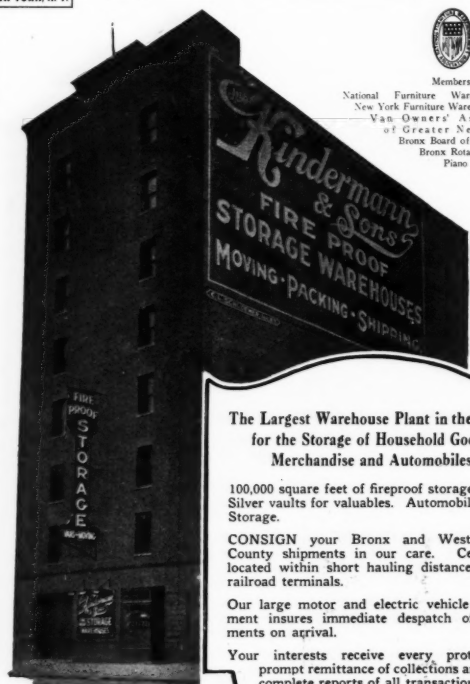 Members
National Furniture War
New York Furniture Ware
Van Owners' As
of Greater Ne
Bronx Board of
Bronx Rota
Piano
Kindermann
& Sons
FIRE PROOF
STORAGE WAREHOUSES
MOVING · PACKING · SHIPPING
FIRE
PROOF
STORAGE
Kindermann
STORAGE
WAREHOUSES
The Largest Warehouse Plant in the
for the Storage of Household Goo
Merchandise and Automobiles
100,000 square feet of fireproof storage
Silver vaults for valuables. Automobil
Storage.
CONSIGN your Bronx and West
County shipments in our care. Ce
located within short hauling distance
railroad terminals.
Our large motor and electric vehicle
ment insures immediate despatch o
ments on arrival.
Your interests receive every prot
prompt remittance of collections a
complete reports of all transaction